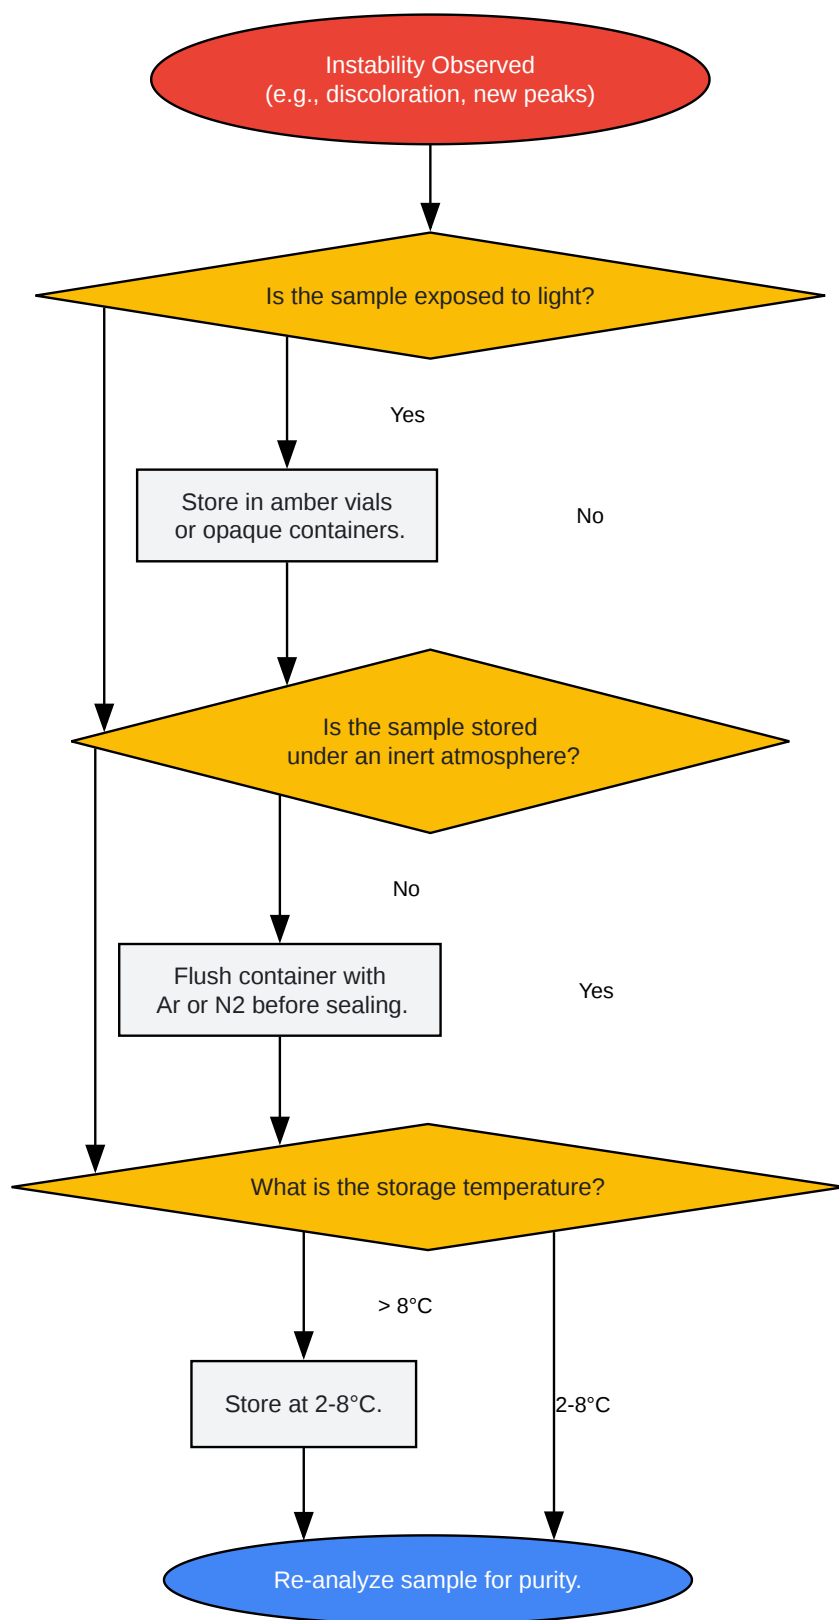 Instability Observed
(e.g., discoloration, new peaks)
Is the sample exposed to light?
Yes
Store in amber vials
or opaque containers.
No
Is the sample stored
under an inert atmosphere?
No
Flush container with
Ar or N2 before sealing.
Yes
What is the storage temperature?
> 8°C
Store at 2-8°C.
2-8°C
Re-analyze sample for purity.